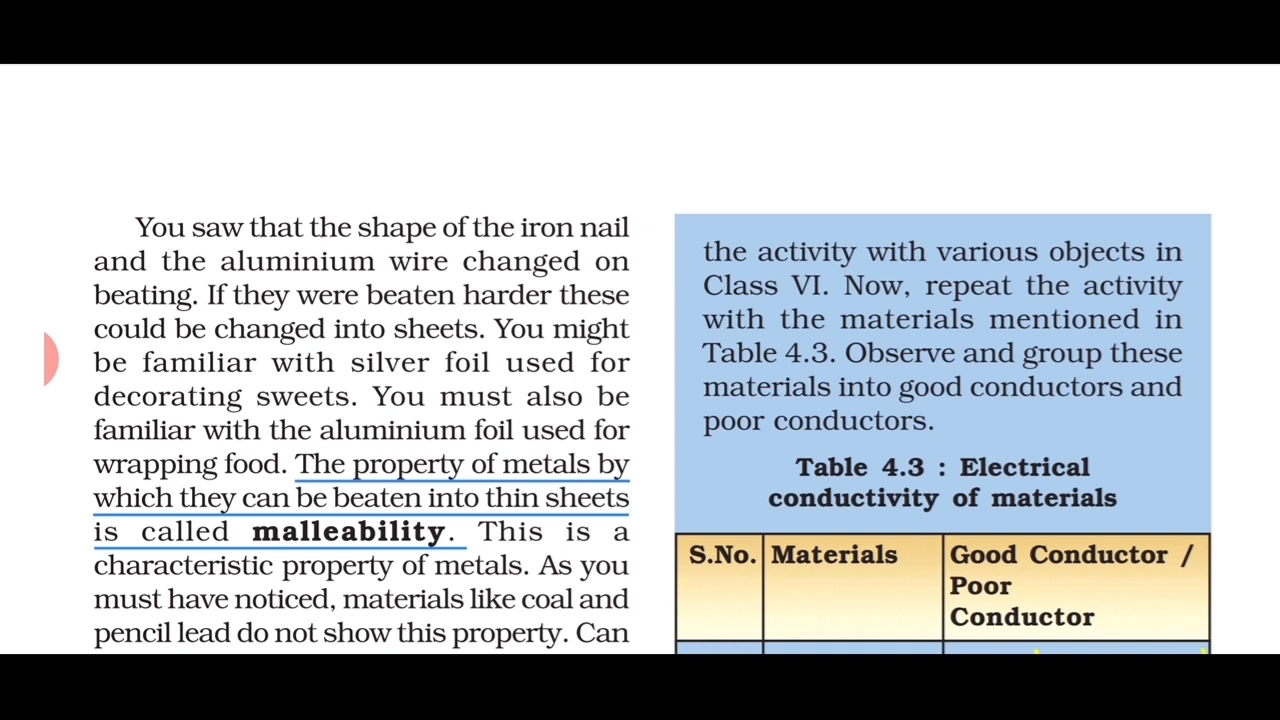 You saw that the shape of the iron nail
and the aluminium wire changed on
beating. If they were beaten harder these
could be changed into sheets. You might
be familiar with silver foil used for
decorating sweets. You must also be
familiar with the aluminium foil used for
wrapping food. The property of metals by
which they can be beaten into thin sheets
is called malleability. This is a
characteristic property of metals. As you
must have noticed, materials like coal and
pencil lead do not show this property. Can
the activity with various objects in
Class VI. Now, repeat the activity
with the materials mentioned in
Table 4.3. Observe and group these
materials into good conductors and
poor conductors.
Table 4.3 : Electrical
conductivity of materials
S.No. Materials Good Conductor /
Poor
Conductor